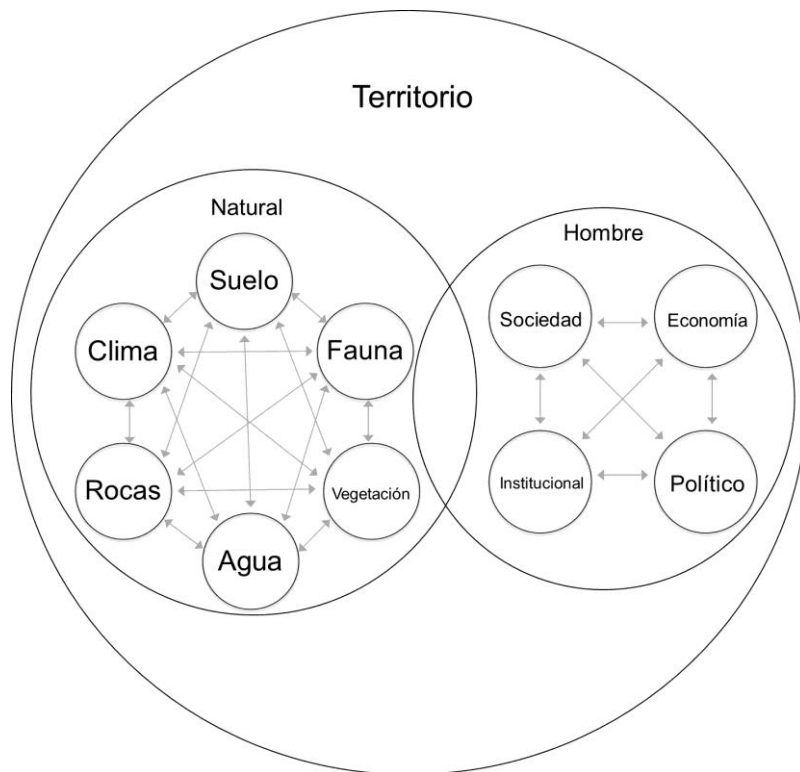 Territorio
Natural
Hombre
Suelo
Sociedad
Economía
Clima
Fauna
Rocas
Vegetación
Institucional
Político
Agua